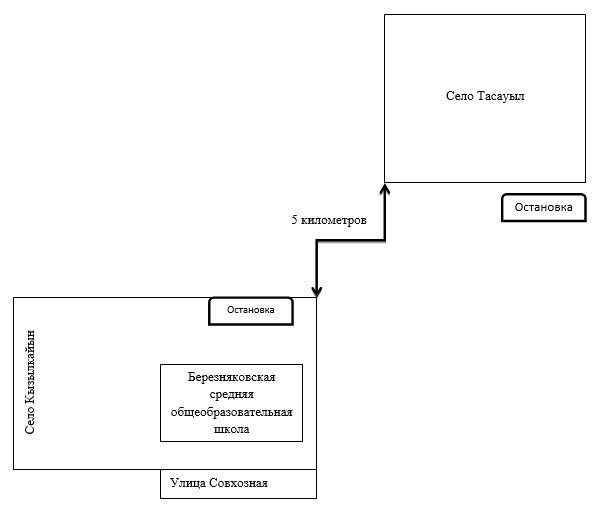 Село Тасауыл
Остановка
5 километров
Остановка
Село Кызылкайын
Березняковская
средняя
общеобразовательная
школа
Улица Совхозная